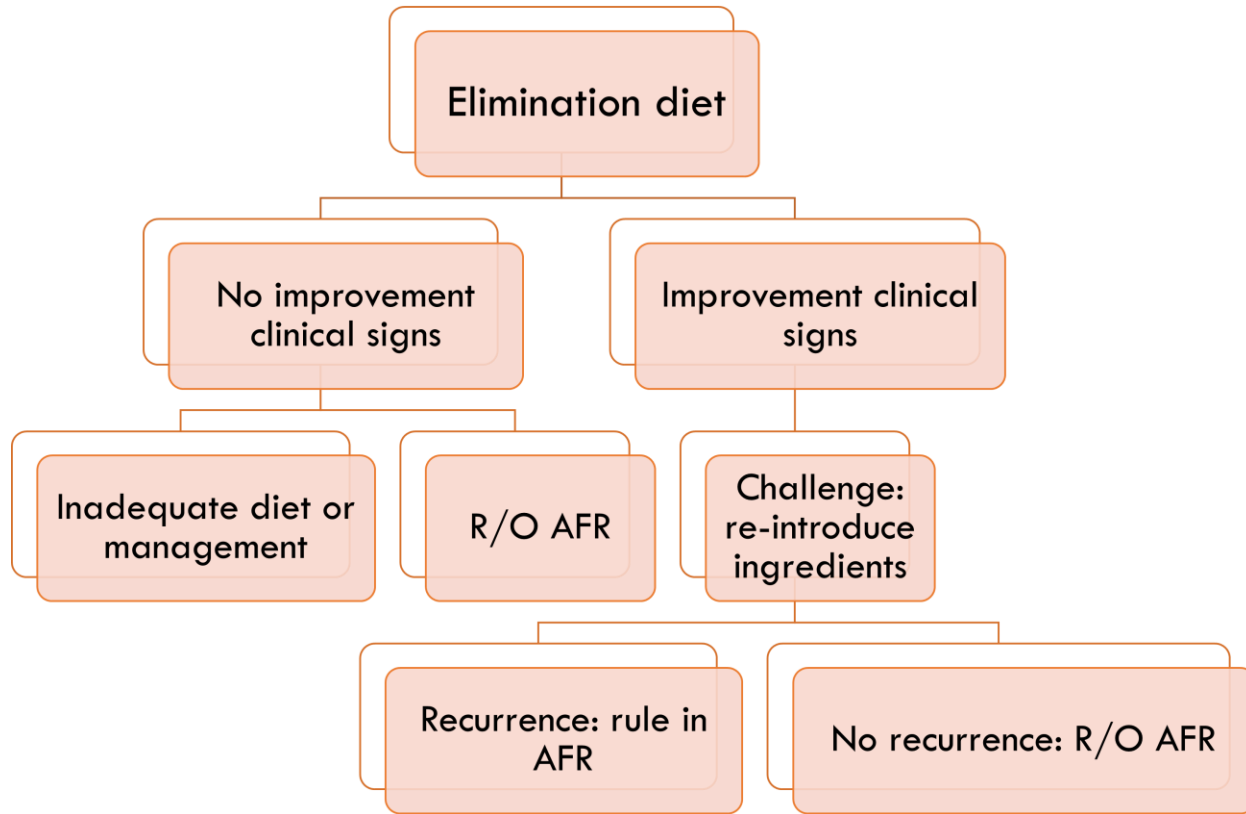 Elimination diet
No improvement
clinical signs
Improvement clinical
signs
Inadequate diet or
management
R/O AFR
Challenge:
re-introduce
ingredients
Recurrence: rule in
AFR
No recurrence: R/O AFR